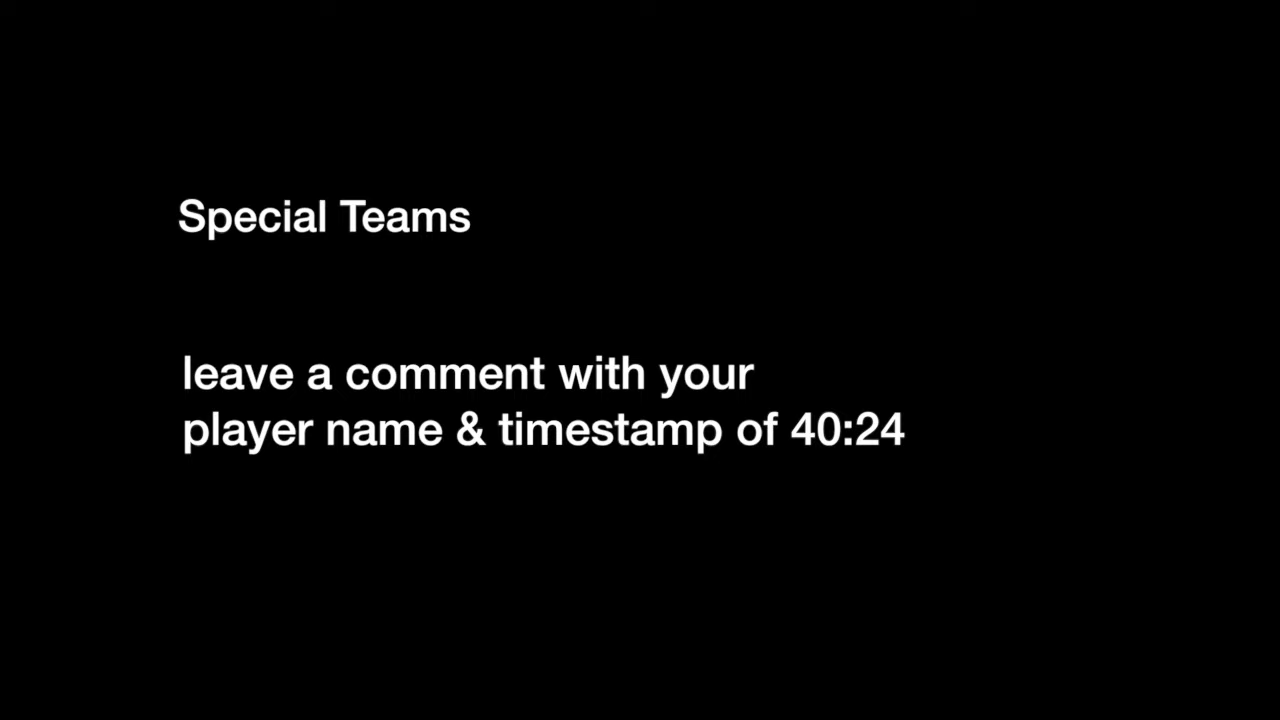 Special Teams
leave a comment with your
player name & timestamp of 40:24